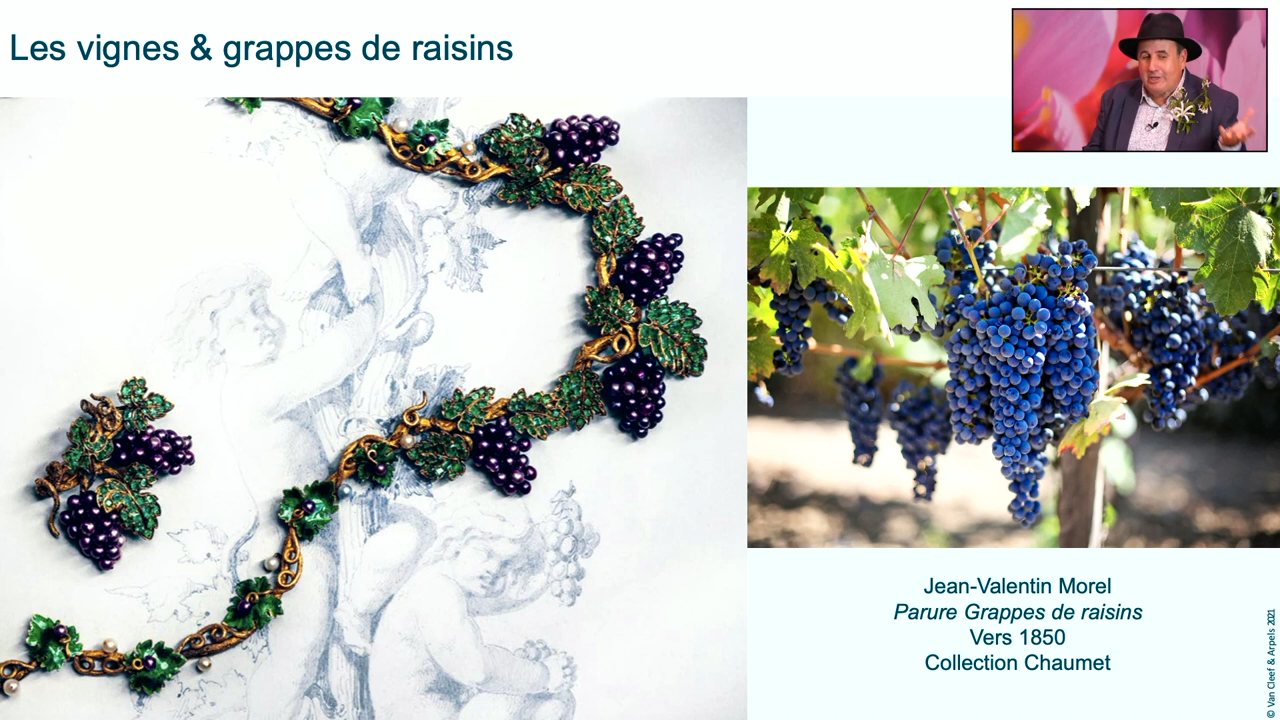 Les vignes & grappes de raisins
Jean-Valentin Morel
Parure Grappes de raisins
Vers 1850
Collection Chaumet
© Van Cleef & Arpels 2021